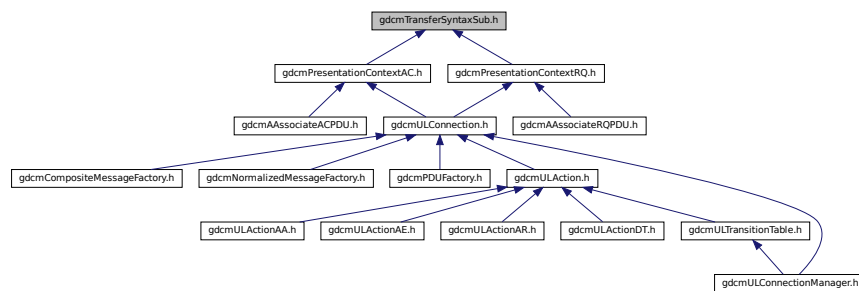 gdcmTransferSyntaxSub.h
gdcmPresentationContextAC.h
gdcmPresentationContextRQ.h
gdcmAAssociateACPDU.h
gdcmULConnection.h
gdcmAAssociateRQPDU.h
gdcmCompositeMessageFactory.h
gdcmNormalizedMessageFactory.h
gdcmPDUFactory.h
gdcmULAction.h
gdcmULActionAA.h
gdcmULActionAE.h
gdcmULActionAR.h
gdcmULActionDT.h
gdcmULTransitionTable.h
gdcmULConnectionManager.h